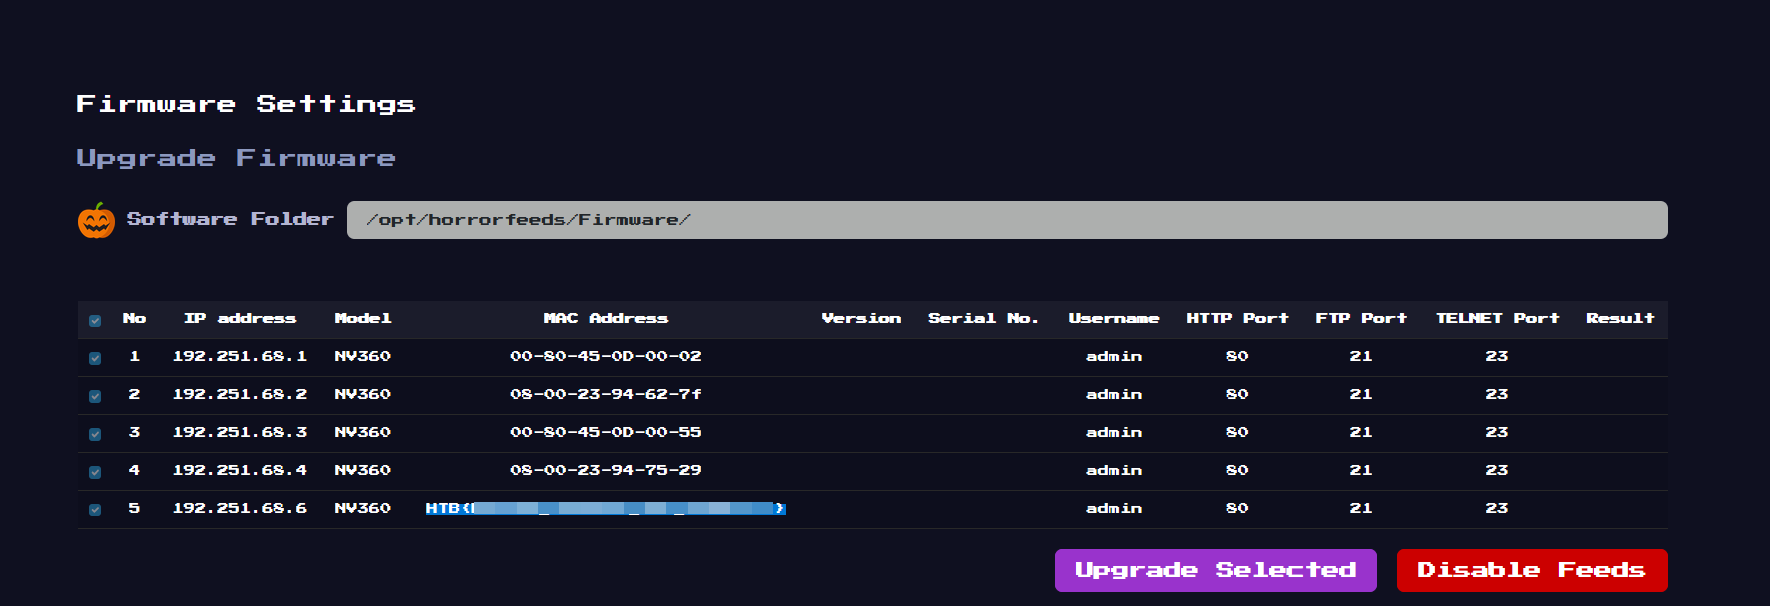 Firmware Settings
Upgrade Firmware
Software Folder /opt/horrorfeeds/Firmware/
No IP address Model MAC Address Version Serial No. Username HTTP Port FTP Port TELNET Port Result
1 192.251.68.1 NV360 00-80-45-0D-00-02 admin 80 21 23
2 192.251.68.2 NV360 08-00-23-94-62-7f admin 80 21 23
3 192.251.68.3 NV360 00-80-45-0D-00-55 admin 80 21 23
4 192.251.68.4 NV360 08-00-23-94-75-29 admin 80 21 23
5 192.251.68.6 NV360 HTB{ } admin 80 21 23
Upgrade Selected Disable Feeds